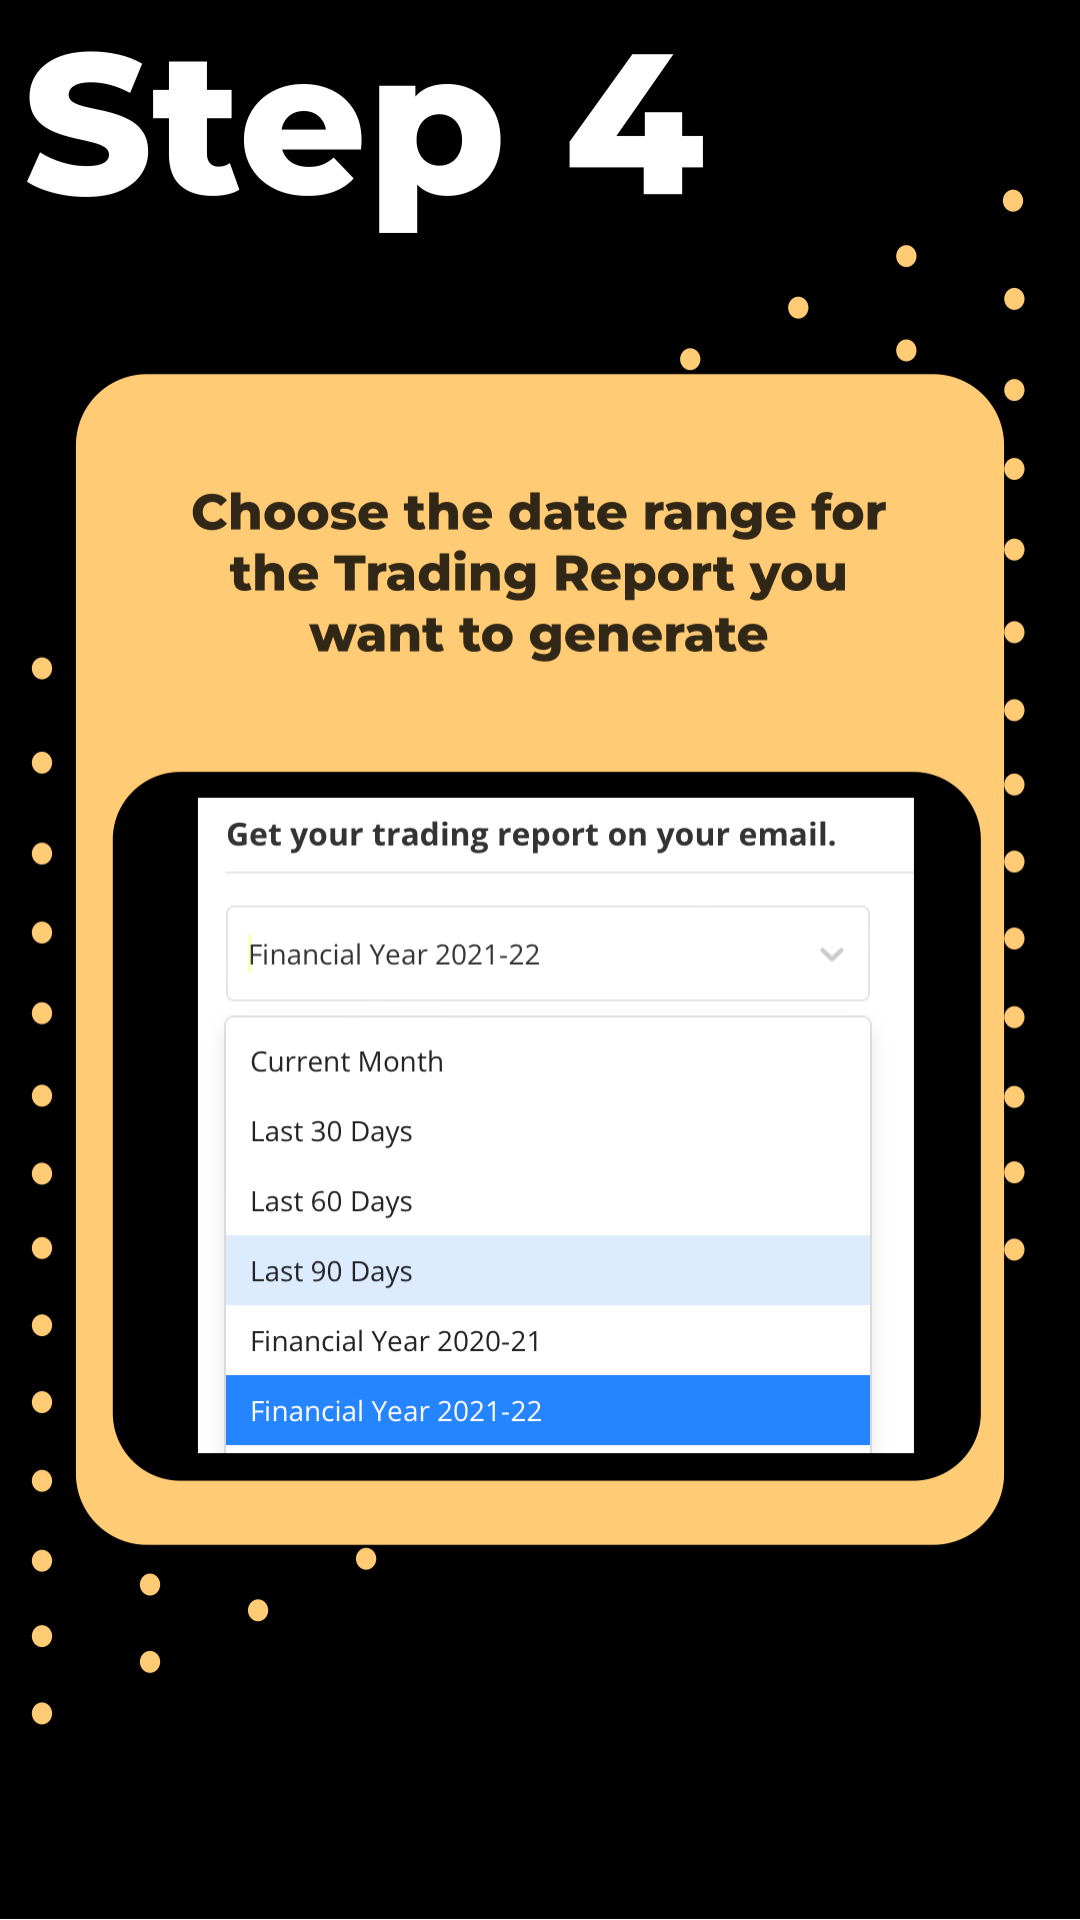 Step 4
Choose the date range for
the Trading Report you
want to generate
Get your trading report on your email.
Financial Year 2021-22
Current Month
Last 30 Days
Last 60 Days
Last 90 Days
Financial Year 2020-21
Financial Year 2021-22